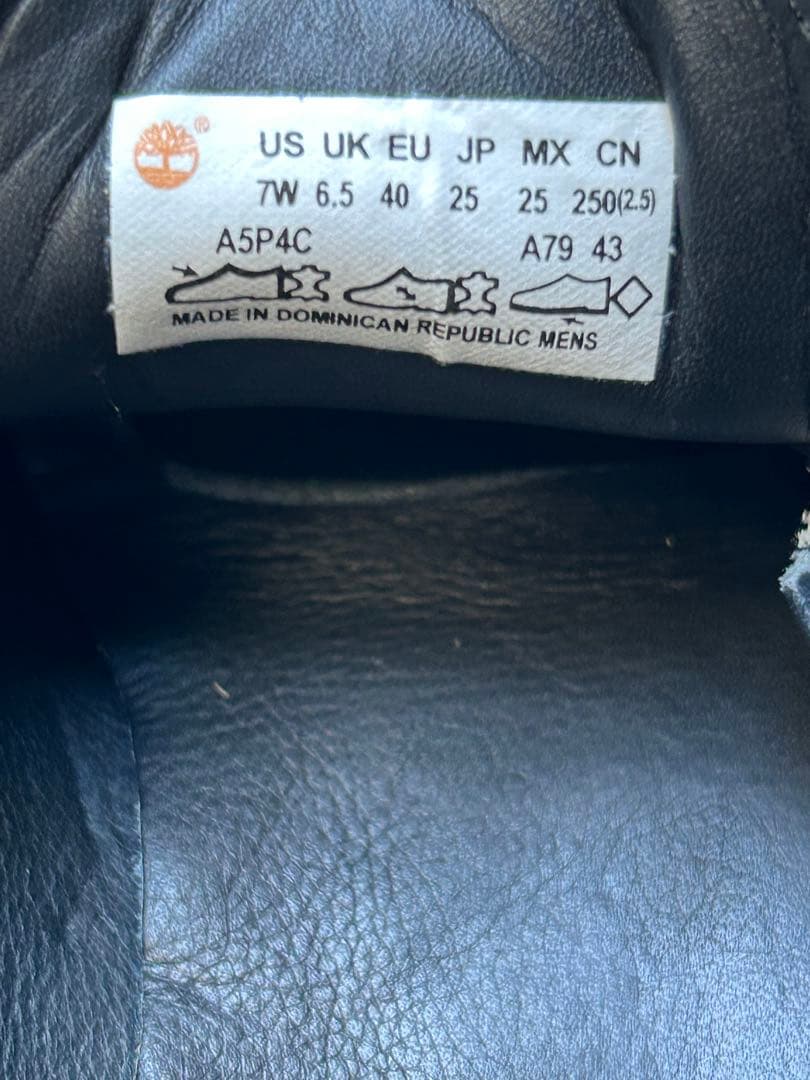 ®
US UK EU JP MX CN
7W 6.5 40 25 25 250(2.5)
A5P4C A79 43
MADE IN DOMINICAN REPUBLIC MENS